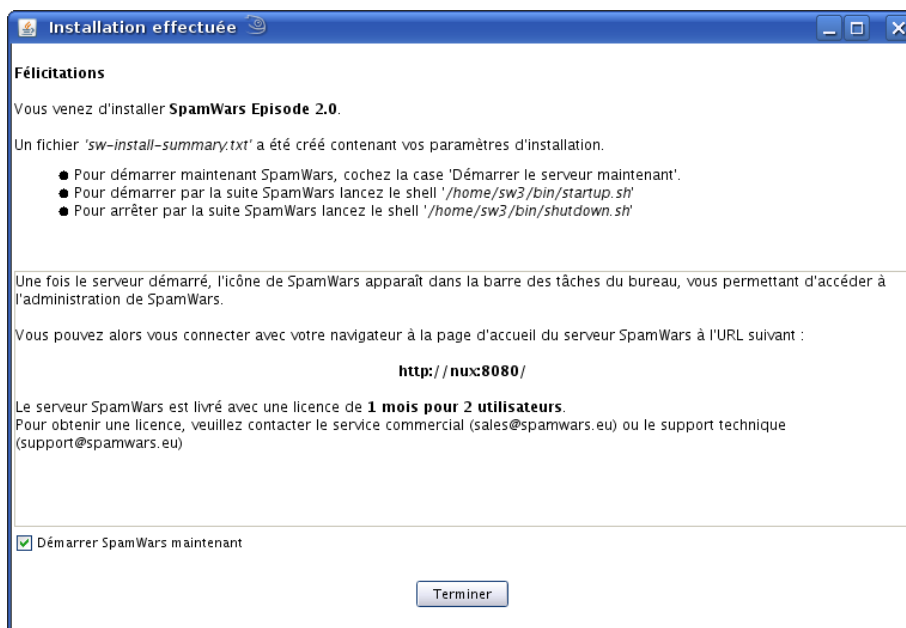 Installation effectuée
Félicitations
Vous venez d'installer SpamWars Episode 2.0.
Un fichier 'sw-install-summary.txt' a été créé contenant vos paramètres d'installation.
● Pour démarrer maintenant SpamWars, cochez la case 'Démarrer le serveur maintenant'.
● Pour démarrer par la suite SpamWars lancez le shell '/home/sw3/bin/startup.sh'
● Pour arrêter par la suite SpamWars lancez le shell '/home/sw3/bin/shutdown.sh'
Une fois le serveur démarré, l'icône de SpamWars apparaît dans la barre des tâches du bureau, vous permettant d'accéder à
l'administration de SpamWars.
Vous pouvez alors vous connecter avec votre navigateur à la page d'accueil du serveur SpamWars à l'URL suivant :
http://nux:8080/
Le serveur SpamWars est livré avec une licence de 1 mois pour 2 utilisateurs.
Pour obtenir une licence, veuillez contacter le service commercial (sales@spamwars.eu) ou le support technique
(support@spamwars.eu)
Démarrer SpamWars maintenant
Terminer